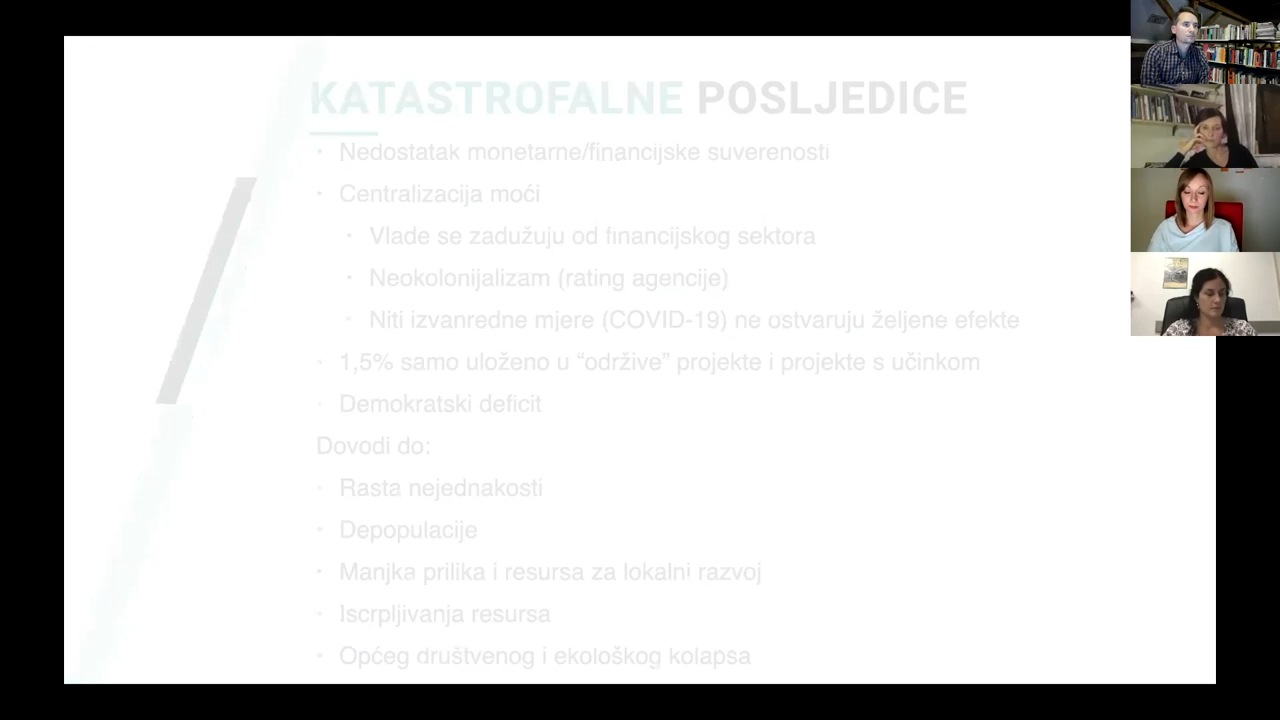 KATASTROFALNE POSLJEDICE
• Nedostatak monetarne/financijske suverenosti
• Centralizacija moći
• Vlade se zadužuju od financijskog sektora
• Neokolonijalizam (rating agencije)
• Niti izvanredne mjere (COVID-19) ne ostvaruju željene efekte
• 1,5% samo uloženo u “održive” projekte i projekte s učinkom
• Demokratski deficit
Dovodi do:
• Rasta nejednakosti
• Depopulacije
• Manjka prilika i resursa za lokalni razvoj
• Iscrpljivanja resursa
• Općeg društvenog i ekološkog kolapsa